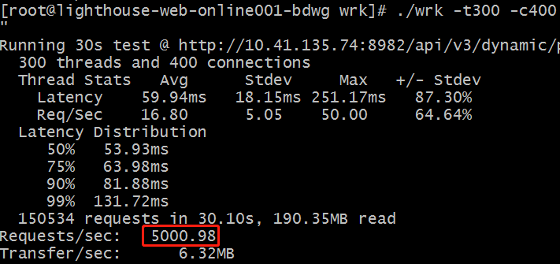 [root@lighthouse-web-online001-bdwg wrk]# ./wrk -t300 -c400
"
Running 30s test @ http://10.41.135.74:8982/api/v3/dynamic/
300 threads and 400 connections
Thread Stats Avg Stdev Max +/- Stdev
Latency 59.94ms 18.15ms 251.17ms 87.30%
Req/Sec 16.80 5.05 50.00 64.64%
Latency Distribution
50% 53.93ms
75% 63.98ms
90% 81.88ms
99% 131.72ms
150534 requests in 30.10s, 190.35MB read
Requests/sec: 5000.98
Transfer/sec: 6.32MB